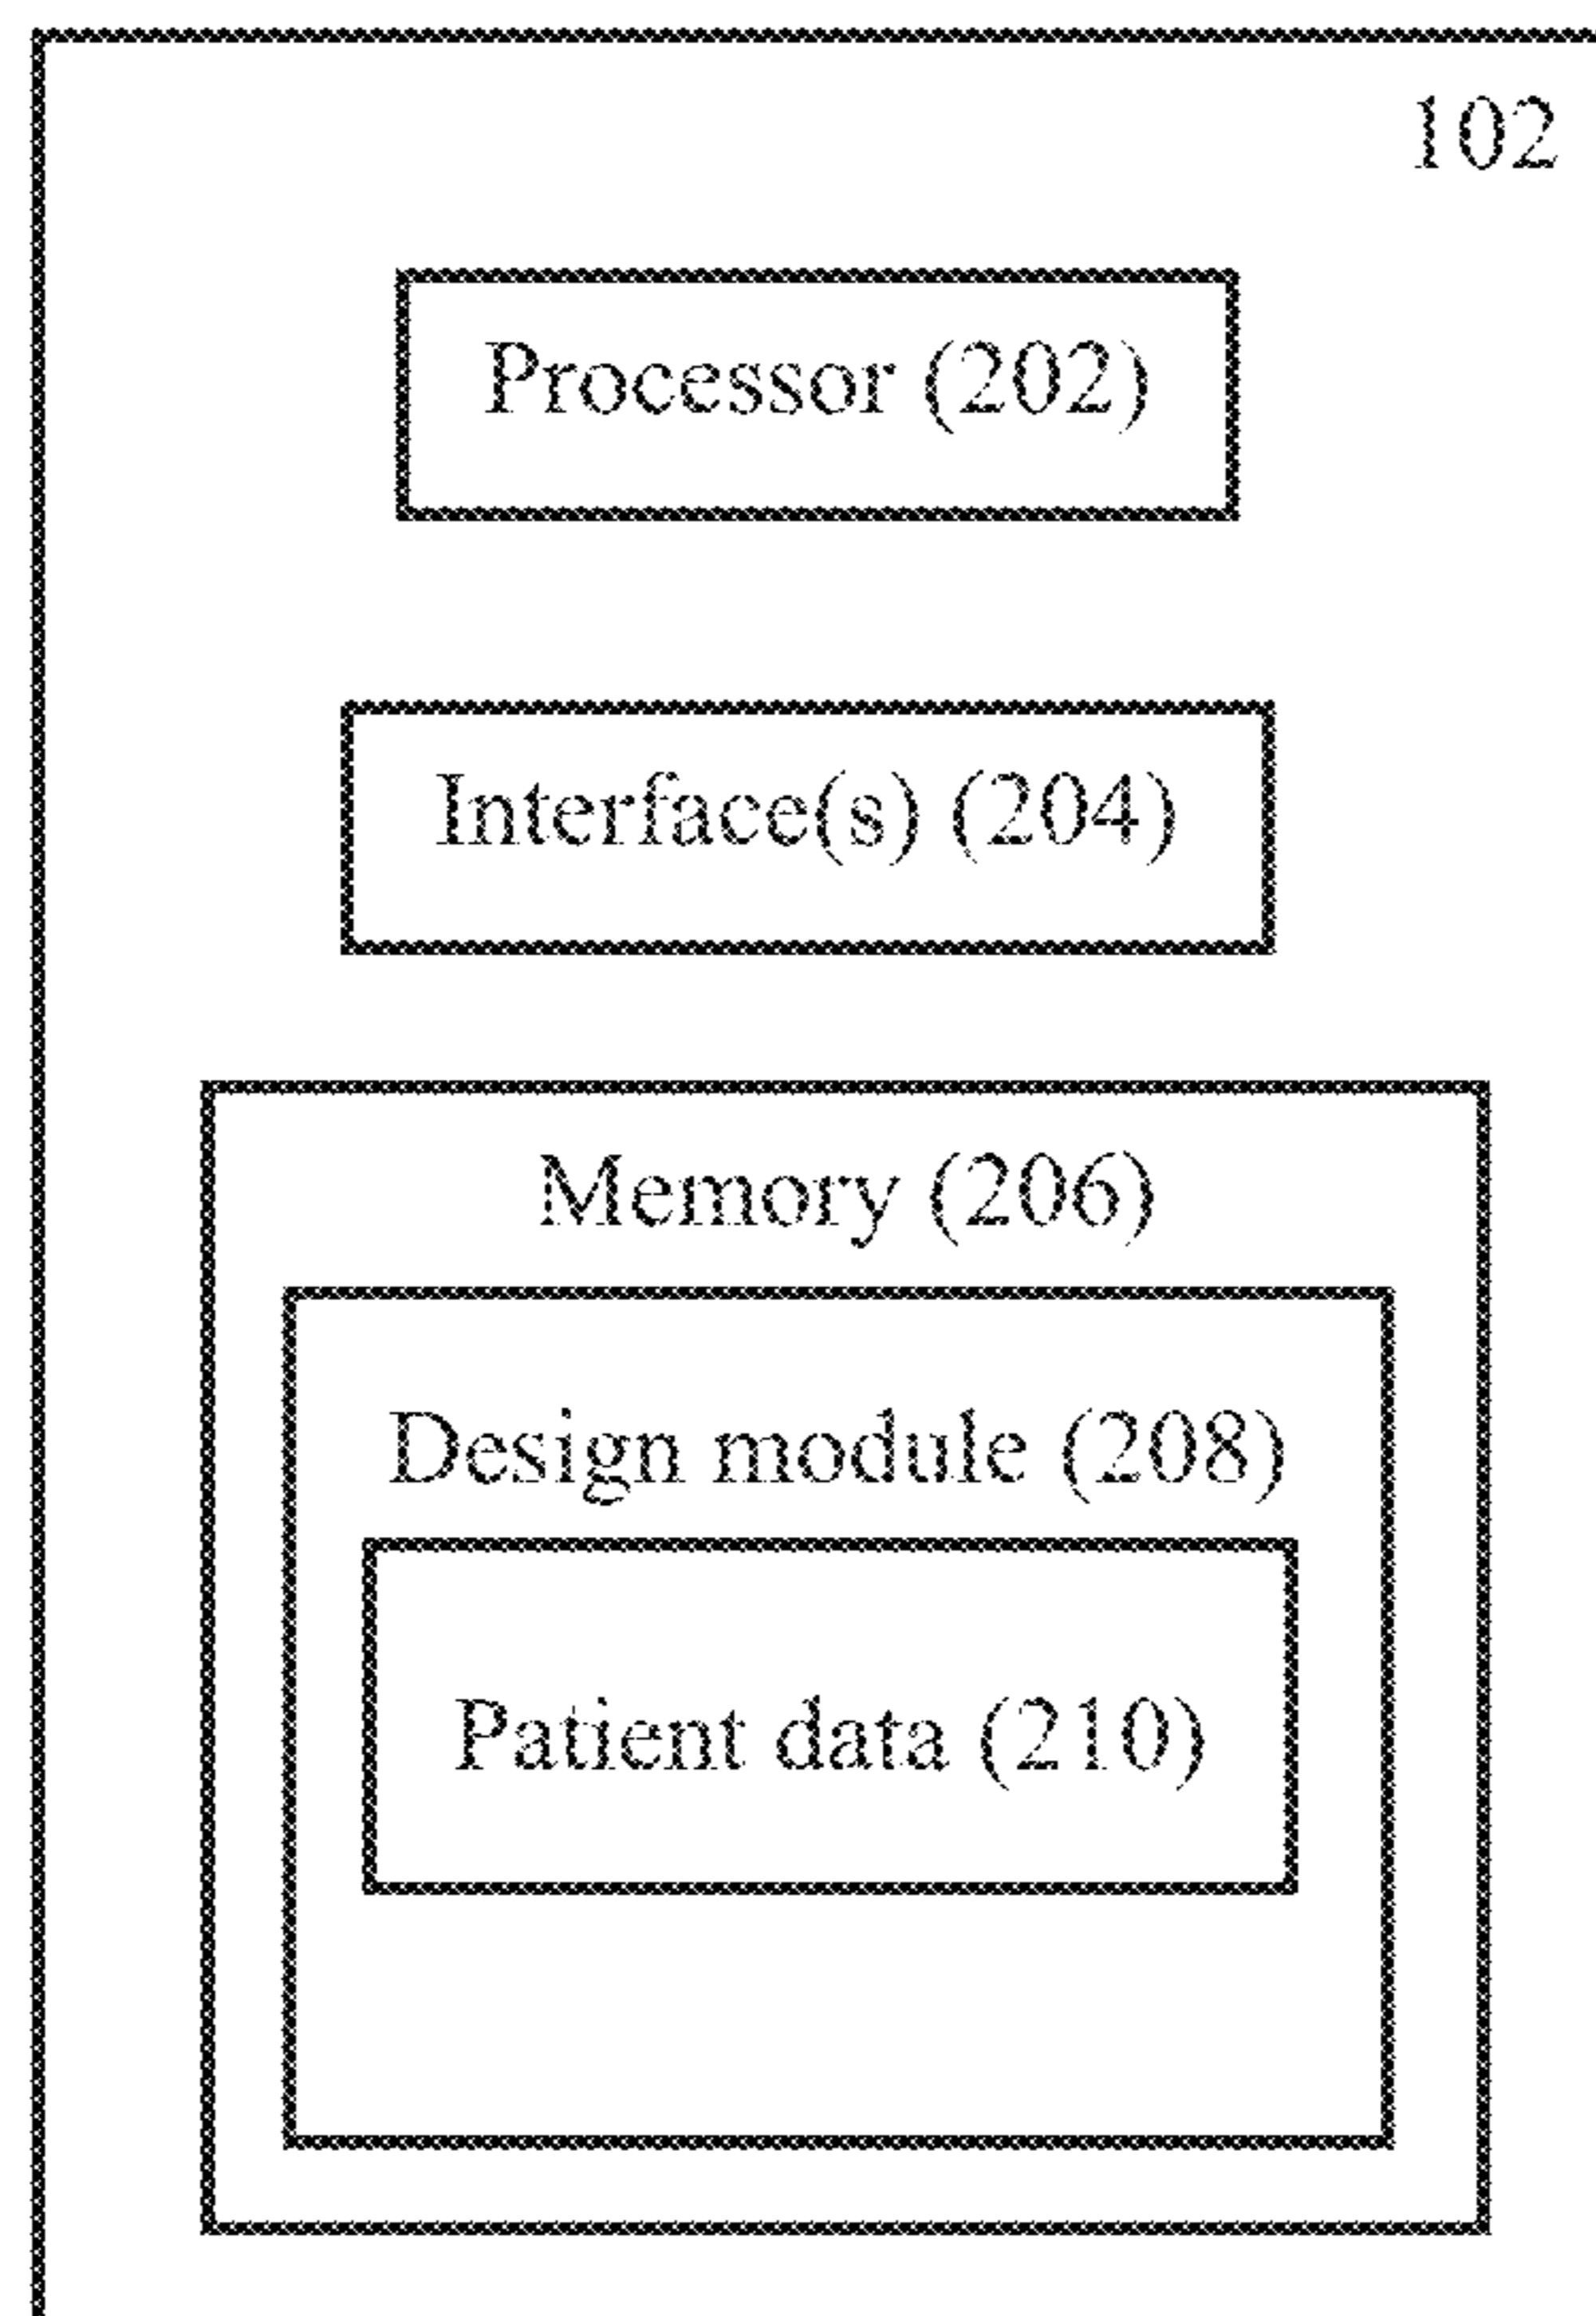 102
Processor (202)
Interface(s) (204)
Memory (206)
Design module (208)
Patient data (210)